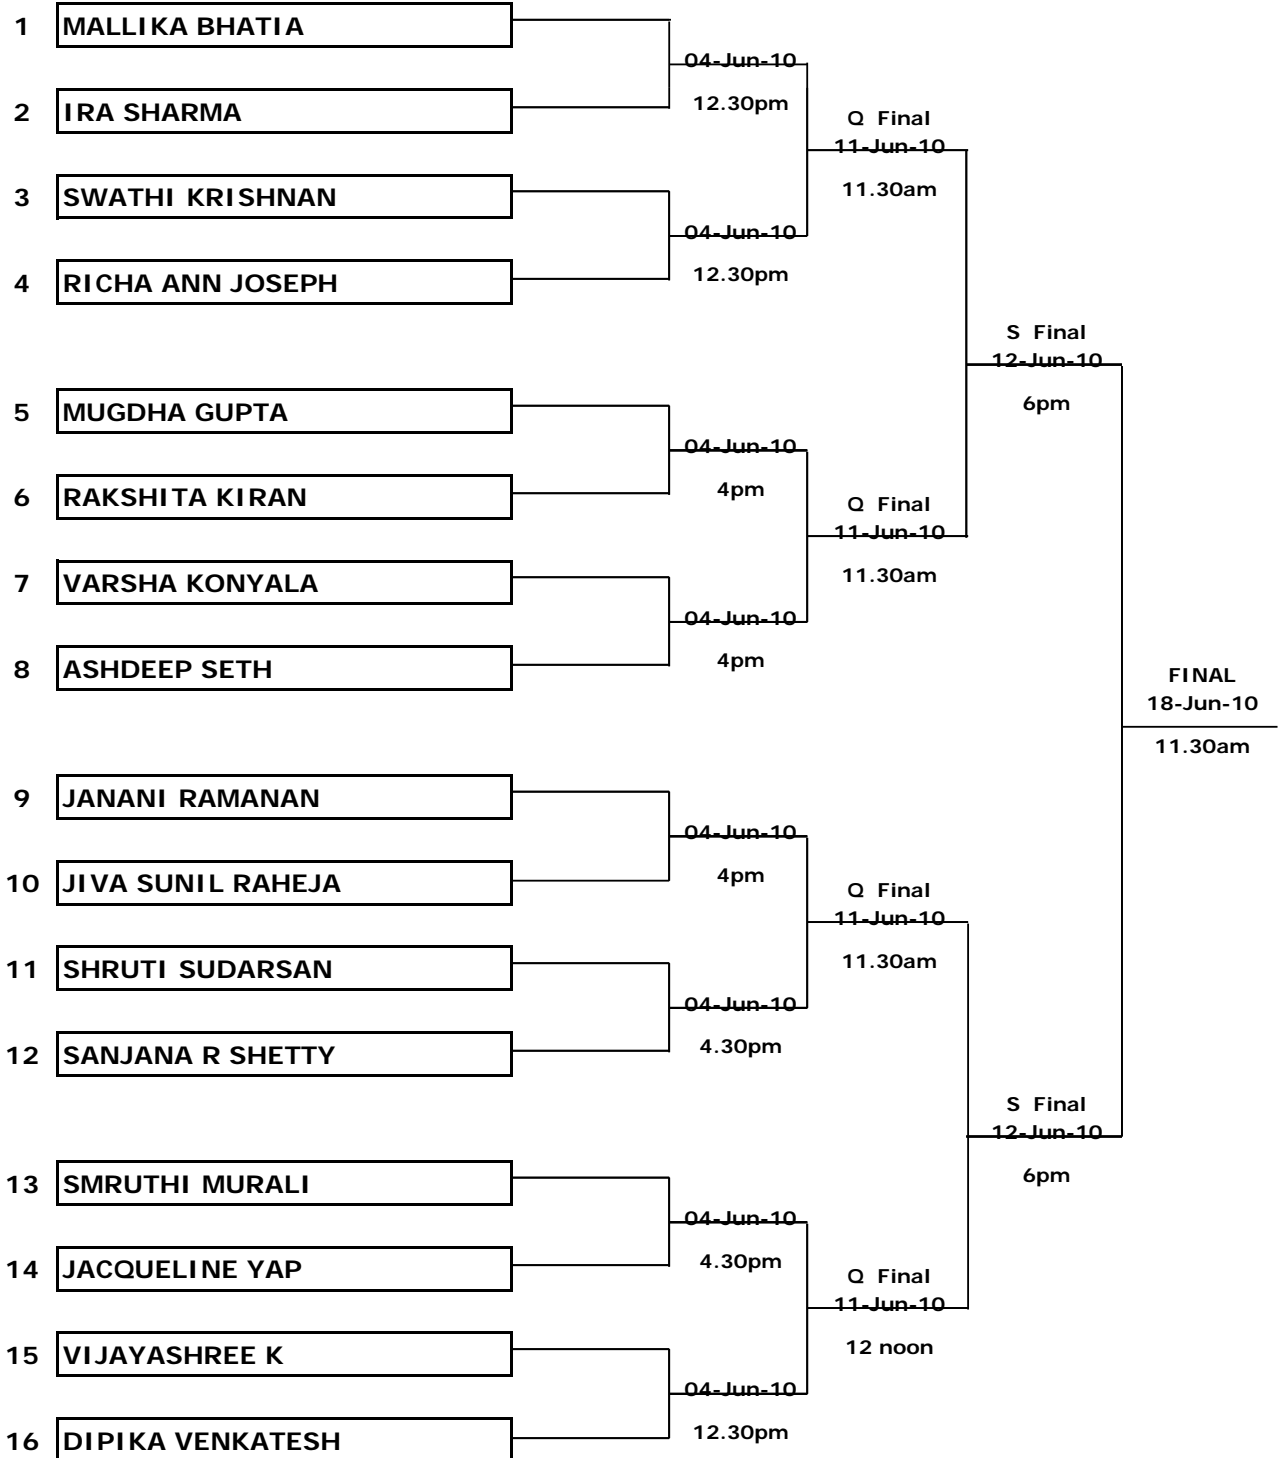 1 MALLIKA BHATIA
04-Jun-10
2 IRA SHARMA
12.30pm
Q Final
11-Jun-10
11.30am
3 SWATHI KRISHNAN
04-Jun-10
4 RICHA ANN JOSEPH
12.30pm
S Final
12-Jun-10
6pm
5 MUGDHA GUPTA
04-Jun-10
6 RAKSHITA KIRAN
4pm
Q Final
11-Jun-10
11.30am
7 VARSHA KONYALA
04-Jun-10
8 ASHDEEP SETH
4pm
FINAL
18-Jun-10
11.30am
9 JANANI RAMANAN
04-Jun-10
10 JIVA SUNIL RAHEJA
4pm
Q Final
11-Jun-10
11.30am
11 SHRUTI SUDARSAN
04-Jun-10
12 SANJANA R SHETTY
4.30pm
S Final
12-Jun-10
6pm
13 SMRUTHI MURALI
04-Jun-10
14 JACQUELINE YAP
4.30pm
Q Final
11-Jun-10
12 noon
15 VIJAYASHREE K
04-Jun-10
16 DIPIKA VENKATESH
12.30pm